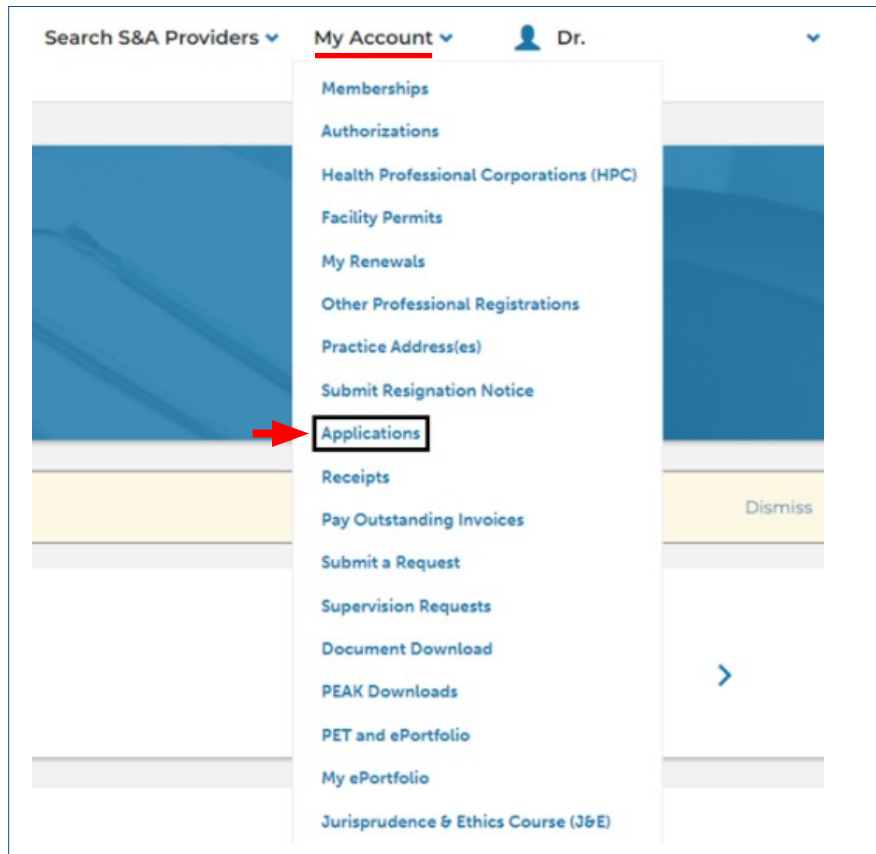 Search S&A Providers My Account Dr.
Memberships
Authorizations
Health Professional Corporations (HPC)
Facility Permits
My Renewals
Other Professional Registrations
Practice Address(es)
Submit Resignation Notice
Applications
Receipts
Pay Outstanding Invoices
Dismiss
Submit a Request
Supervision Requests
Document Download
PEAK Downloads
PET and ePortfolio
My ePortfolio
Jurisprudence & Ethics Course (J&E)